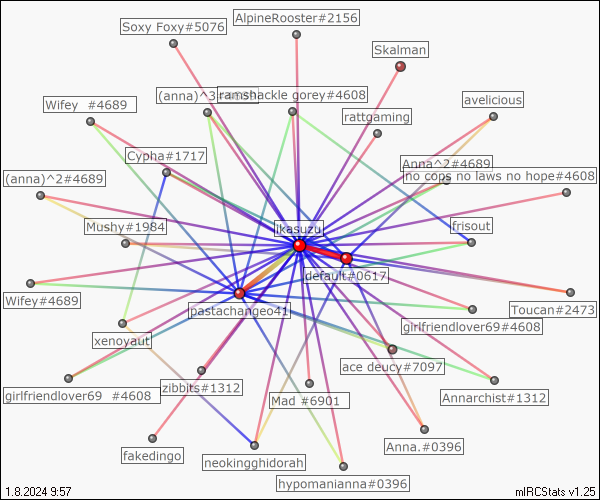 AlpineRooster#2156
Soxy Foxy#5076
Skalman
(anna)^3
ramshackle gorey#4608
avelicious
Wifey #4689
rattgaming
Cypha#1717
Anna^2#4689
no cops no laws no hope#4608
(anna)^2#4689
Mushy#1984
ikasuzu
frisout
default#0617
Wifey#4689
pastachangeo41
Toucan#2473
girlfriendlover69#4608
xenoyaut
ace deucy#7097
zibbits#1312
girlfriendlover69 #4608
Mad #6901
Annarchist#1312
fakedingo
Anna.#0396
neokingghidorah
hypomanianna#0396
1.8.2024 9:57
mIRCStats v1.25